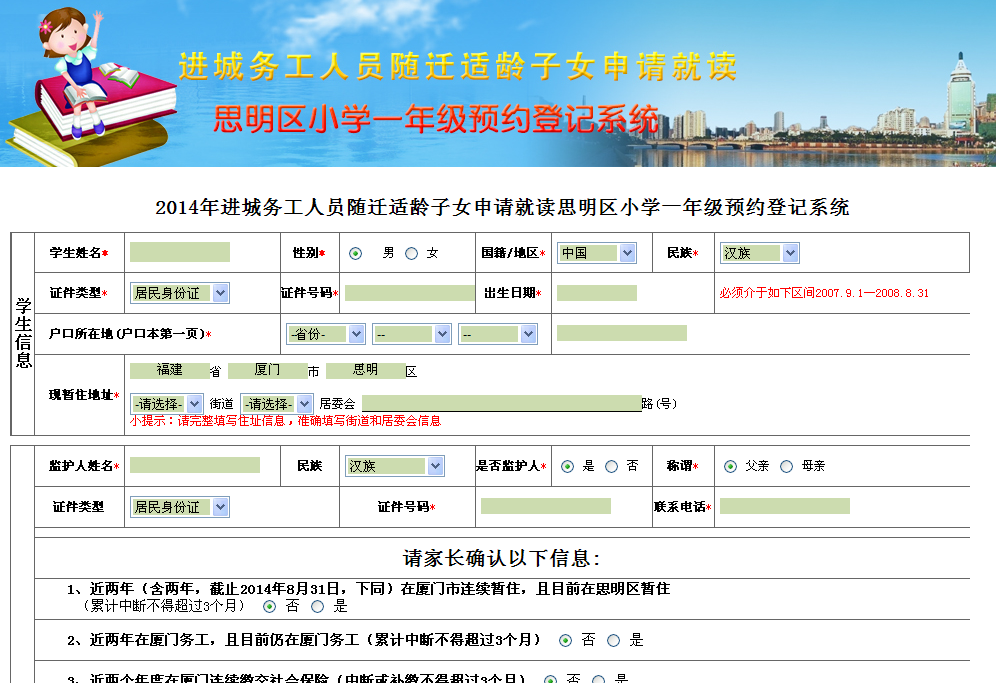 进城务工人员随迁适龄子女申请就读
思明区小学一年级预约登记系统
2014年进城务工人员随迁适龄子女申请就读思明区小学一年级预约登记系统
学生信息
学生姓名* 性别* 男 女 国籍/地区* 中国 民族* 汉族
证件类型* 居民身份证 证件号码* 出生日期* 必须介于如下区间2007.9.1—2008.8.31
户口所在地(户口本第一页)* -省份- -- --
现暂住地址* 福建 省 厦门 市 思明 区
-请选择- 街道 -请选择- 居委会 路(号)
小提示：请完整填写住址信息，准确填写街道和居委会信息
监护人姓名* 民族 汉族 是否监护人* 是 否 称谓* 父亲 母亲
证件类型 居民身份证 证件号码* 联系电话*
请家长确认以下信息:
1、近两年（含两年，截止2014年8月31日，下同）在厦门市连续暂住，且目前在思明区暂住
（累计中断不得超过3个月） 否 是
2、近两年在厦门务工，且目前仍在厦门务工（累计中断不得超过3个月） 否 是
3、近两个年度在厦门连续缴交社会保险（中断或补缴不得超过3个月） 否 是